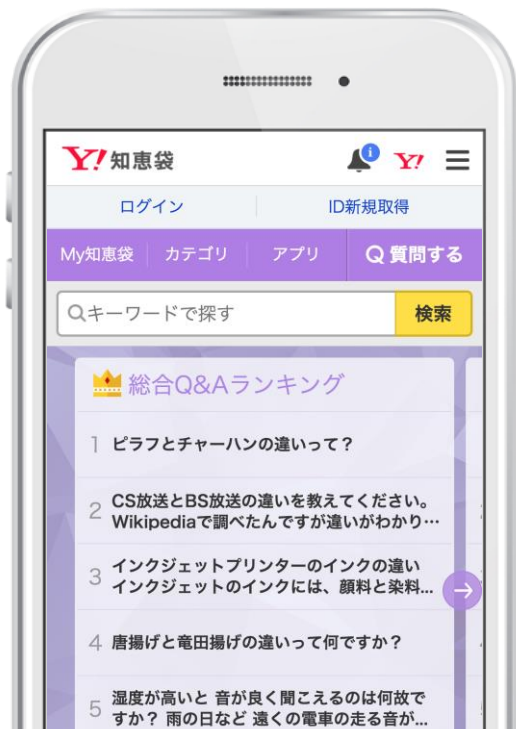 Y!知恵袋
i
Y!
ログイン
ID新規取得
My知恵袋
カテゴリ
アプリ
Q 質問する
キーワードで探す
検索
総合Q&Aランキング
1 ピラフとチャーハンの違いって？
2 CS放送とBS放送の違いを教えてください。
Wikipediaで調べたんですが違いがわかり…
3 インクジェットプリンターのインクの違い
インクジェットのインクには、顔料と染料...
4 唐揚げと竜田揚げの違いって何ですか？
5 湿度が高いと 音が良く聞こえるのは何故で
すか？ 雨の日など 遠くの電車の走る音が...